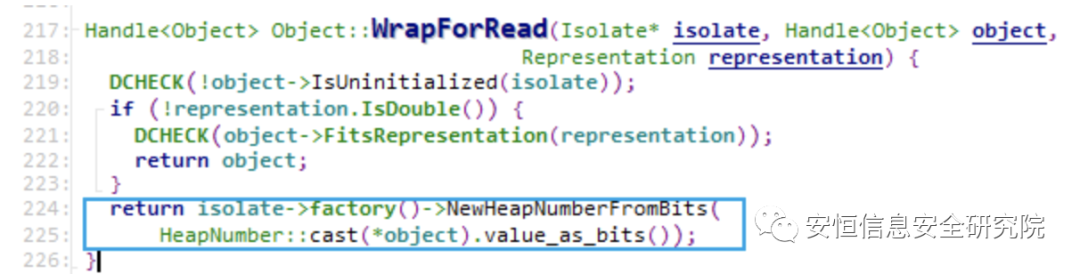 217: Handle<Object> Object::WrapForRead(Isolate* isolate, Handle<Object> object,
218: Representation representation) {
219: DCHECK(!object->IsUninitialized(isolate));
220: if (!representation.IsDouble()) {
221: DCHECK(object->FitsRepresentation(representation));
222: return object;
223: }
224: return isolate->factory()->NewHeapNumberFromBits(
225: HeapNumber::cast(*object).value_as_bits());
226: }
安恒信息安全研究院